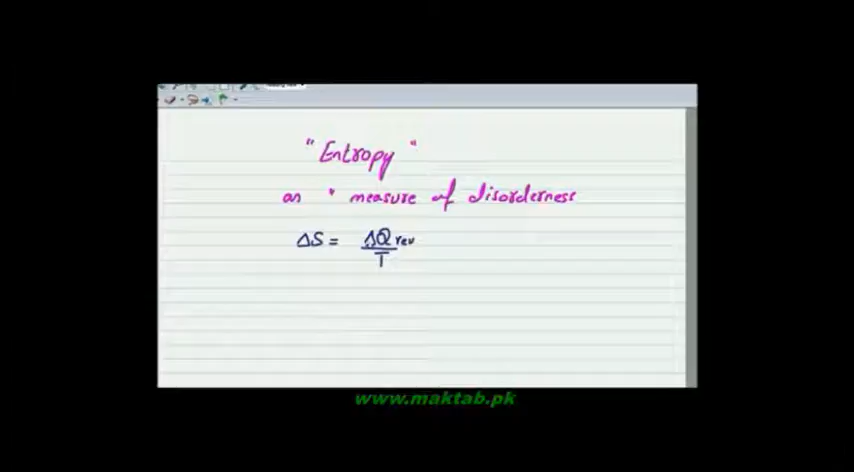 "Entropy"
as " measure of disorderness
ΔS = ΔQrev
T
www.maktab.pk